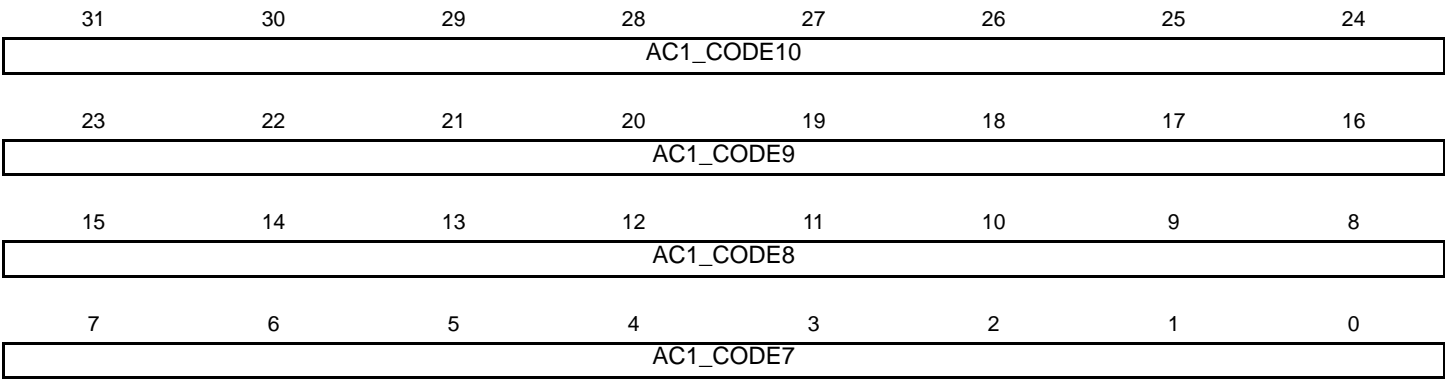 31 30 29 28 27 26 25 24
AC1_CODE10
23 22 21 20 19 18 17 16
AC1_CODE9
15 14 13 12 11 10 9 8
AC1_CODE8
7 6 5 4 3 2 1 0
AC1_CODE7